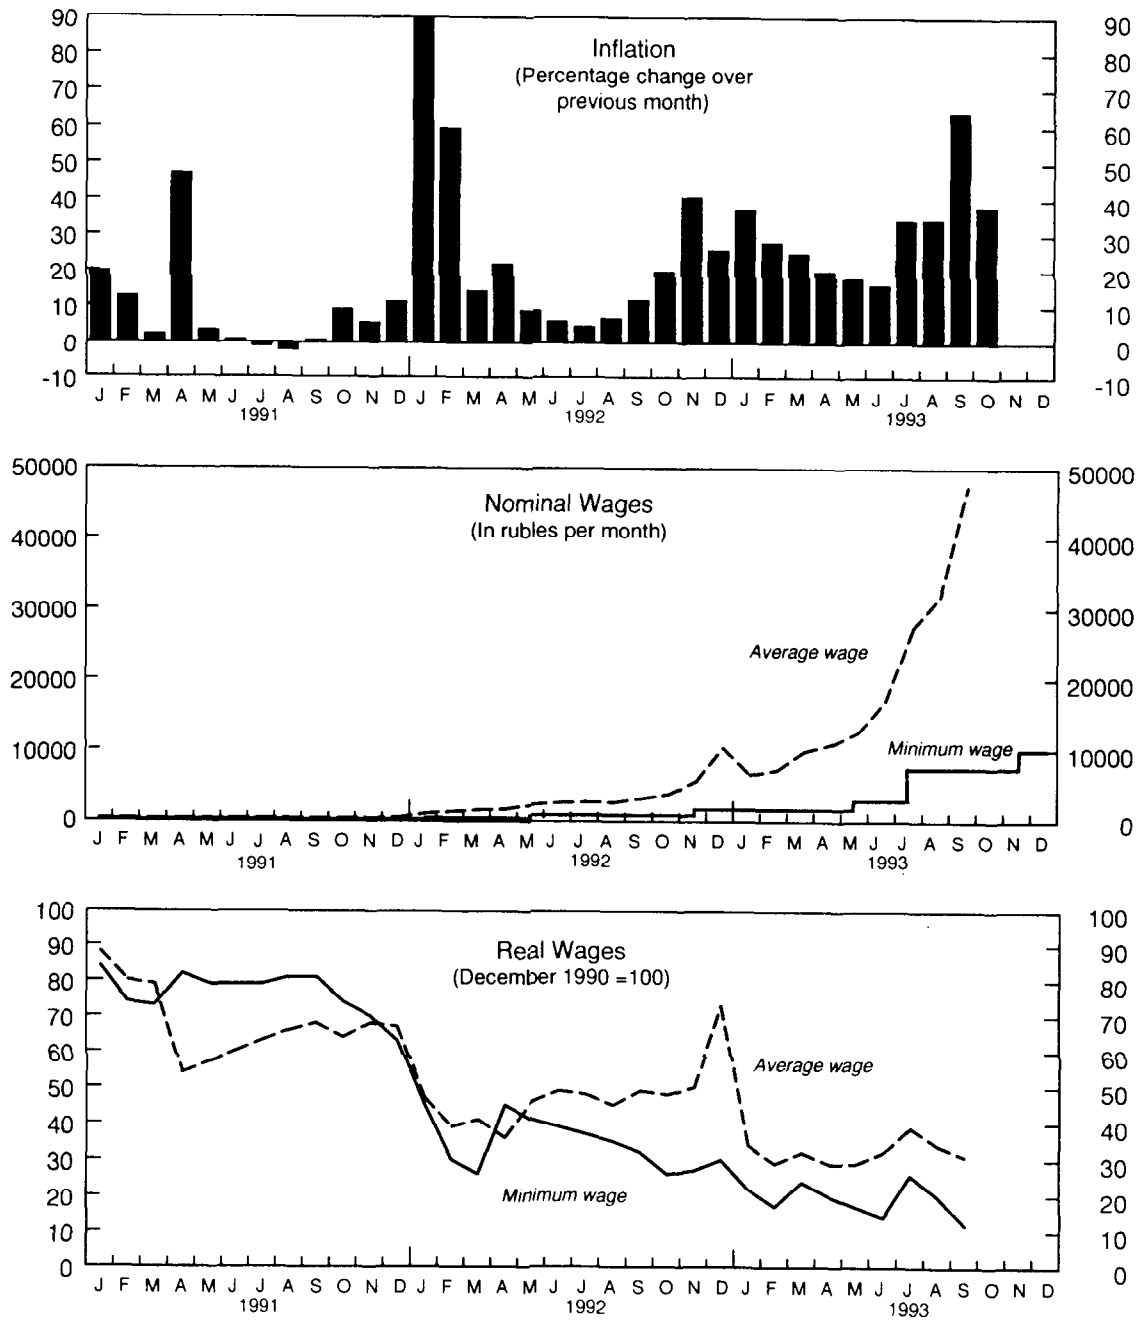 Inflation
(Percentage change over
previous month)
90 90
80 80
70 70
60 60
50 50
40 40
30 30
20 20
10 10
0 0
-10 -10
J F M A M J J A S O N D J F M A M J J A S O N D J F M A M J J A S O N D
1991 1992 1993
Nominal Wages
(In rubles per month)
50000 50000
40000 40000
30000 30000
Average wage
20000 20000
Minimum wage
10000 10000
0 0
J F M A M J J A S O N D J F M A M J J A S O N D J F M A M J J A S O N D
1991 1992 1993
Real Wages
(December 1990 =100)
100 100
90 90
80 80
70 70
60 60
Average wage
50 50
40 40
30 30
Minimum wage
20 20
10 10
0 0
J F M A M J J A S O N D J F M A M J J A S O N D J F M A M J J A S O N D
1991 1992 1993